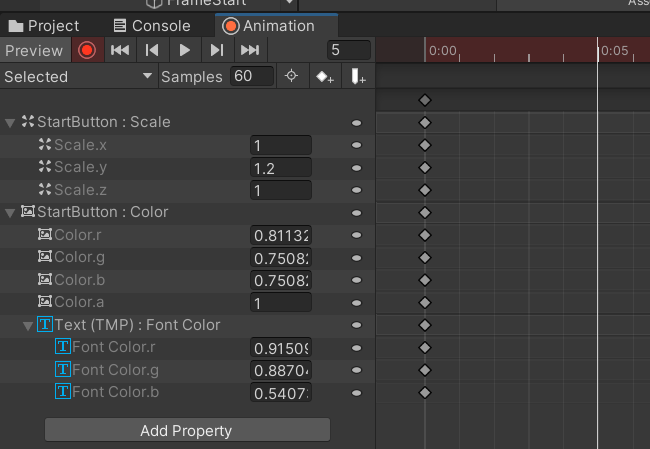 FrameStart Ass
Project Console Animation
Preview 5 0:00 0:05
Selected Samples 60
StartButton : Scale
Scale.x 1
Scale.y 1.2
Scale.z 1
StartButton : Color
Color.r 0.81132
Color.g 0.75082
Color.b 0.75082
Color.a 1
Text (TMP) : Font Color
Font Color.r 0.91509
Font Color.g 0.88704
Font Color.b 0.54073
Add Property